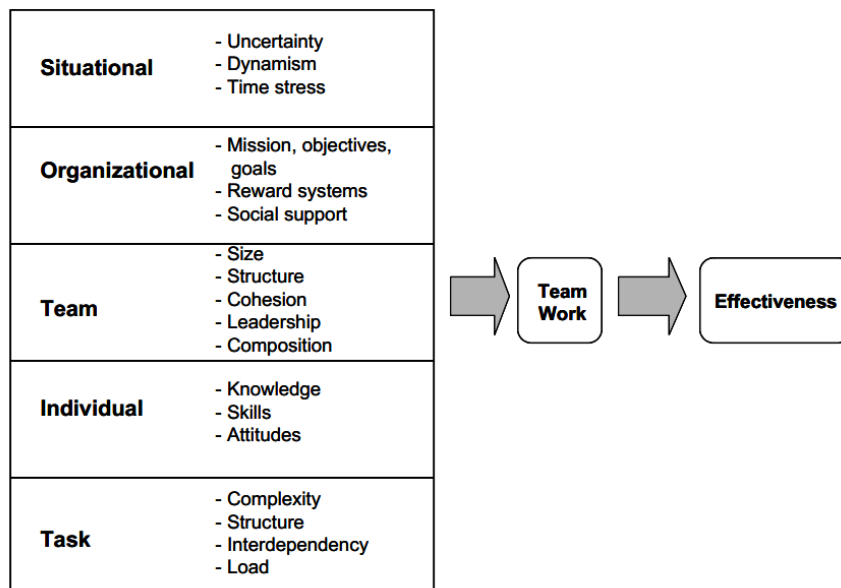 Situational
- Uncertainty
- Dynamism
- Time stress
Organizational
- Mission, objectives,
goals
- Reward systems
- Social support
Team
- Size
- Structure
- Cohesion
- Leadership
- Composition
Individual
- Knowledge
- Skills
- Attitudes
Task
- Complexity
- Structure
- Interdependency
- Load
Team
Work
Effectiveness